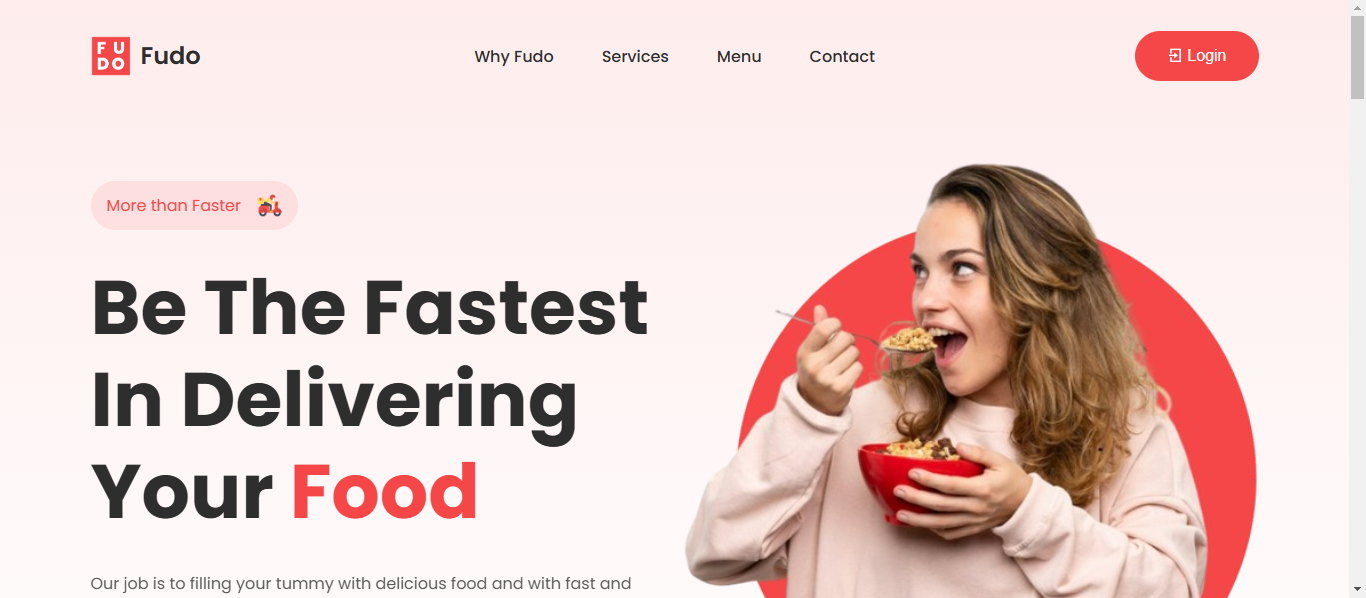 FU
DO
Fudo
Why Fudo
Services
Menu
Contact
Login
More than Faster
Be The Fastest
In Delivering
Your Food
Our job is to filling your tummy with delicious food and with fast and